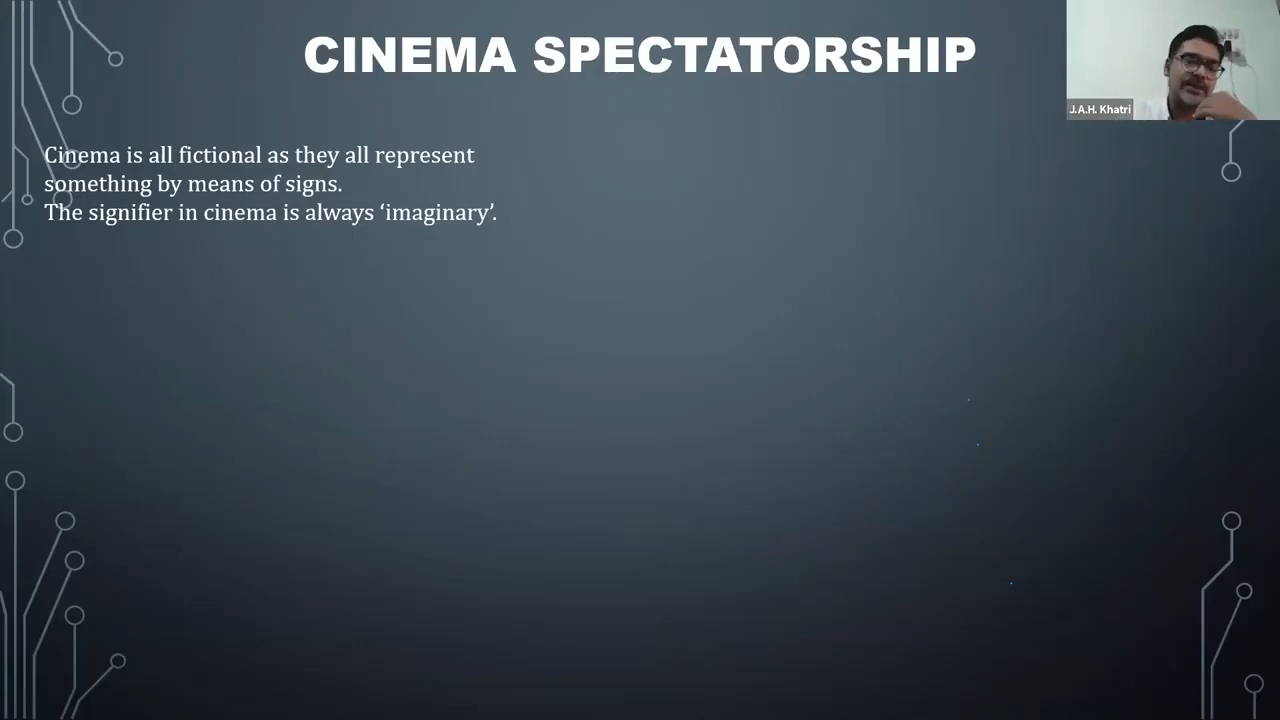 CINEMA SPECTATORSHIP
J.A.H. Khatri
Cinema is all fictional as they all represent
something by means of signs.
The signifier in cinema is always ‘imaginary’.